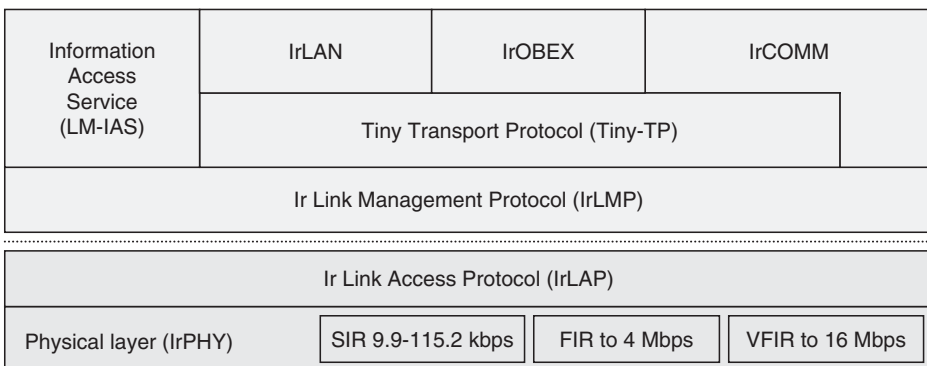 Information
Access
Service
(LM-IAS)
IrLAN
IrOBEX
IrCOMM
Tiny Transport Protocol (Tiny-TP)
Ir Link Management Protocol (IrLMP)
Ir Link Access Protocol (IrLAP)
Physical layer (IrPHY)
SIR 9.9-115.2 kbps
FIR to 4 Mbps
VFIR to 16 Mbps